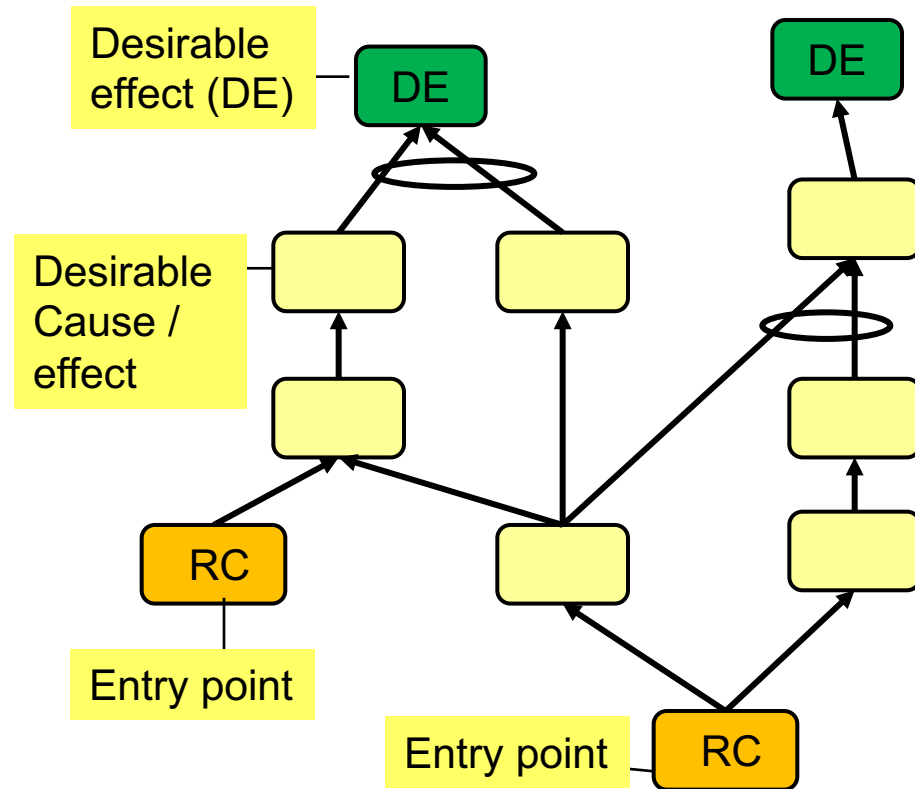 Desirable
effect (DE)
DE
DE
Desirable
Cause /
effect
RC
Entry point
Entry point
RC